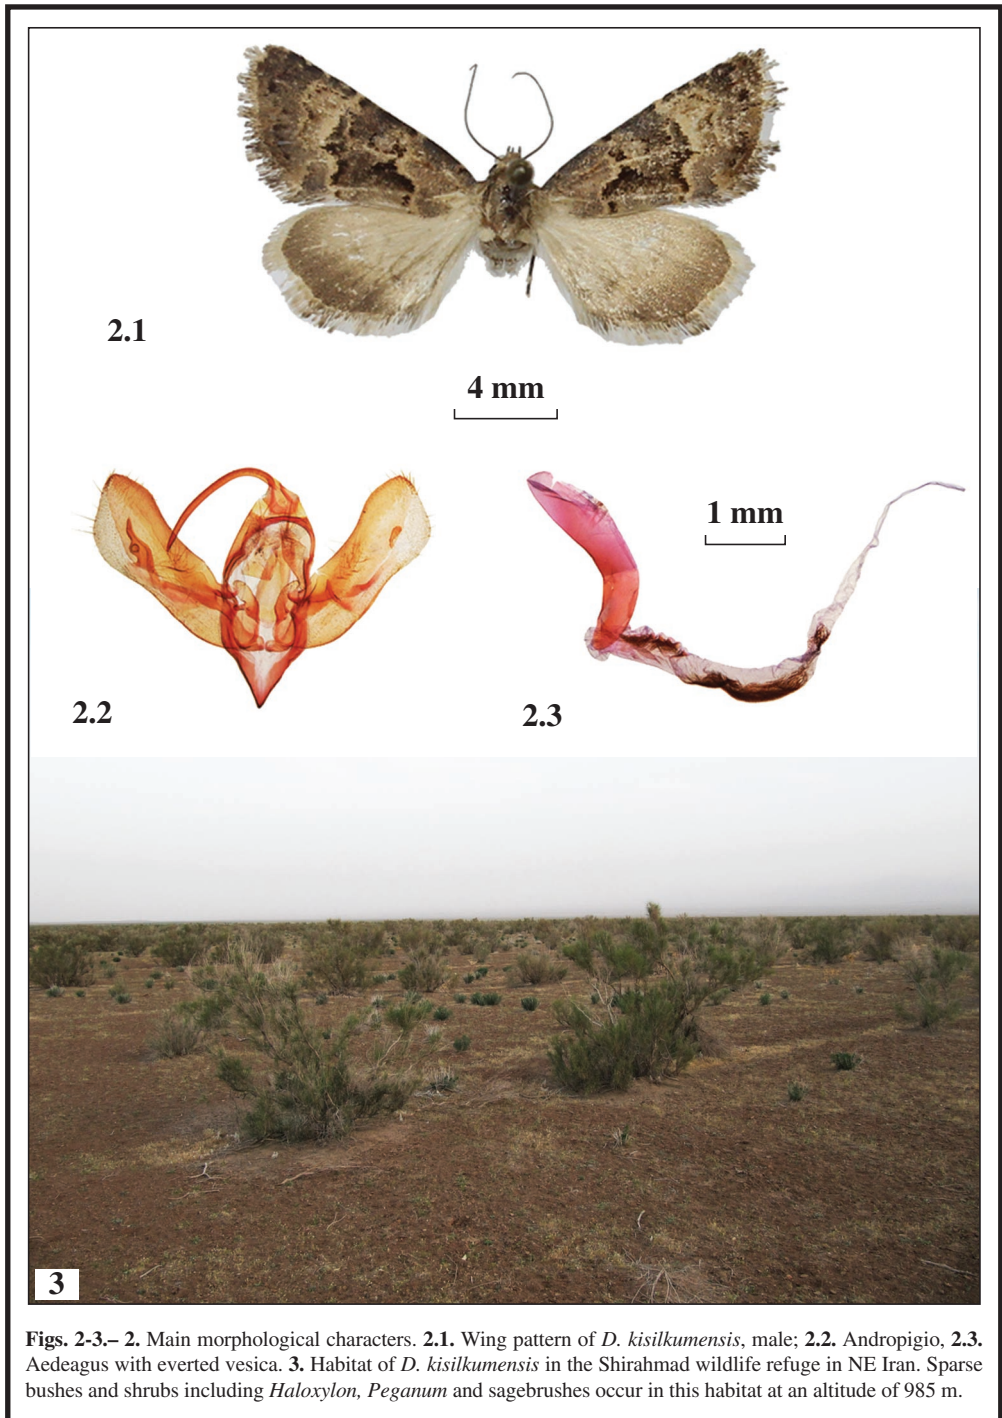 2.1
4 mm
1 mm
2.2
2.3
3
Figs. 2-3.– 2. Main morphological characters. 2.1. Wing pattern of D. kisilkumensis, male; 2.2. Andropigio, 2.3.
Aedeagus with everted vesica. 3. Habitat of D. kisilkumensis in the Shirahmad wildlife refuge in NE Iran. Sparse
bushes and shrubs including Haloxylon, Peganum and sagebrushes occur in this habitat at an altitude of 985 m.